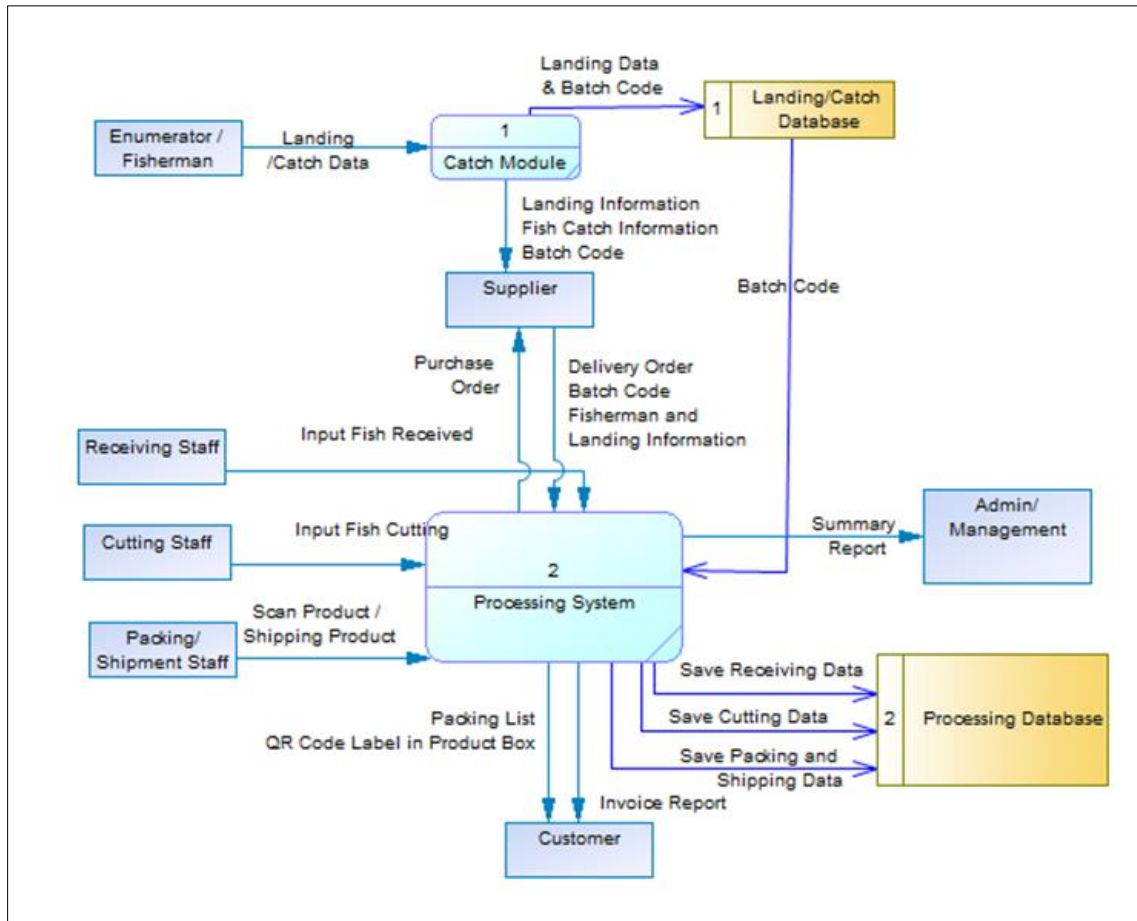 Landing Data
& Batch Code
1
Landing/Catch
Database
Enumerator /
Fisherman
Landing
/Catch Data
1
Catch Module
Landing Information
Fish Catch Information
Batch Code
Supplier
Batch Code
Purchase
Order
Delivery Order
Batch Code
Fisherman and
Landing Information
Receiving Staff
Input Fish Received
Cutting Staff
Input Fish Cutting
2
Processing System
Summary
Report
Admin/
Management
Packing/
Shipment Staff
Scan Product /
Shipping Product
Save Receiving Data
Save Cutting Data
Save Packing and
Shipping Data
2
Processing Database
Packing List
QR Code Label in Product Box
Invoice Report
Customer